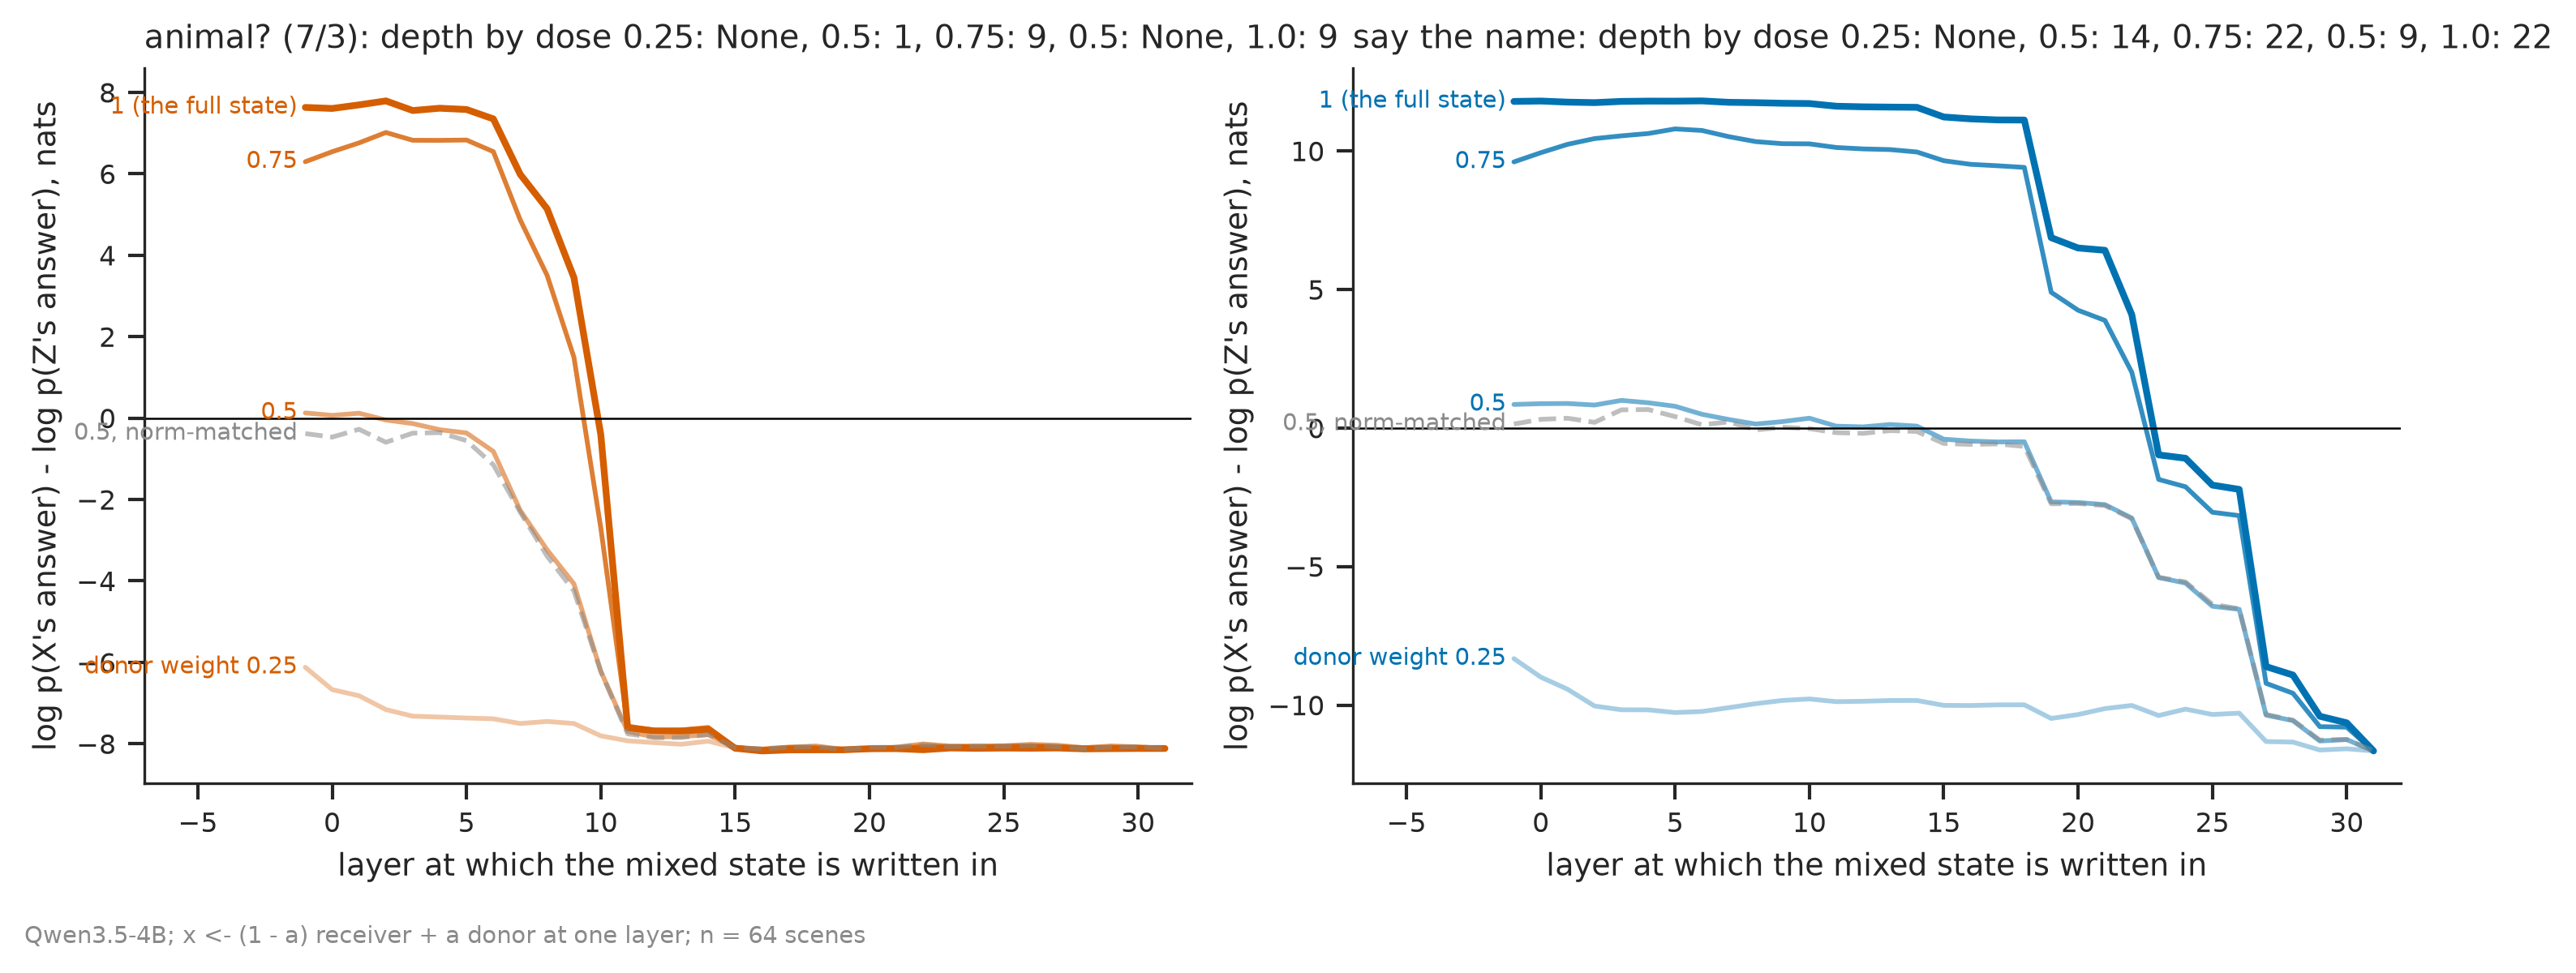 animal? (7/3): depth by dose 0.25: None, 0.5: 1, 0.75: 9, 0.5: None, 1.0: 9
log p(X's answer) - log p(Z's answer), nats
8
6
4
2
0
−2
−4
−6
−8
1 (the full state)
0.75
0.5
0.5, norm-matched
donor weight 0.25
−5
0
5
10
15
20
25
30
layer at which the mixed state is written in
say the name: depth by dose 0.25: None, 0.5: 14, 0.75: 22, 0.5: 9, 1.0: 22
log p(X's answer) - log p(Z's answer), nats
10
5
0
−5
−10
1 (the full state)
0.75
0.5
0.5, norm-matched
donor weight 0.25
−5
0
5
10
15
20
25
30
layer at which the mixed state is written in
Qwen3.5-4B; x <- (1 - a) receiver + a donor at one layer; n = 64 scenes